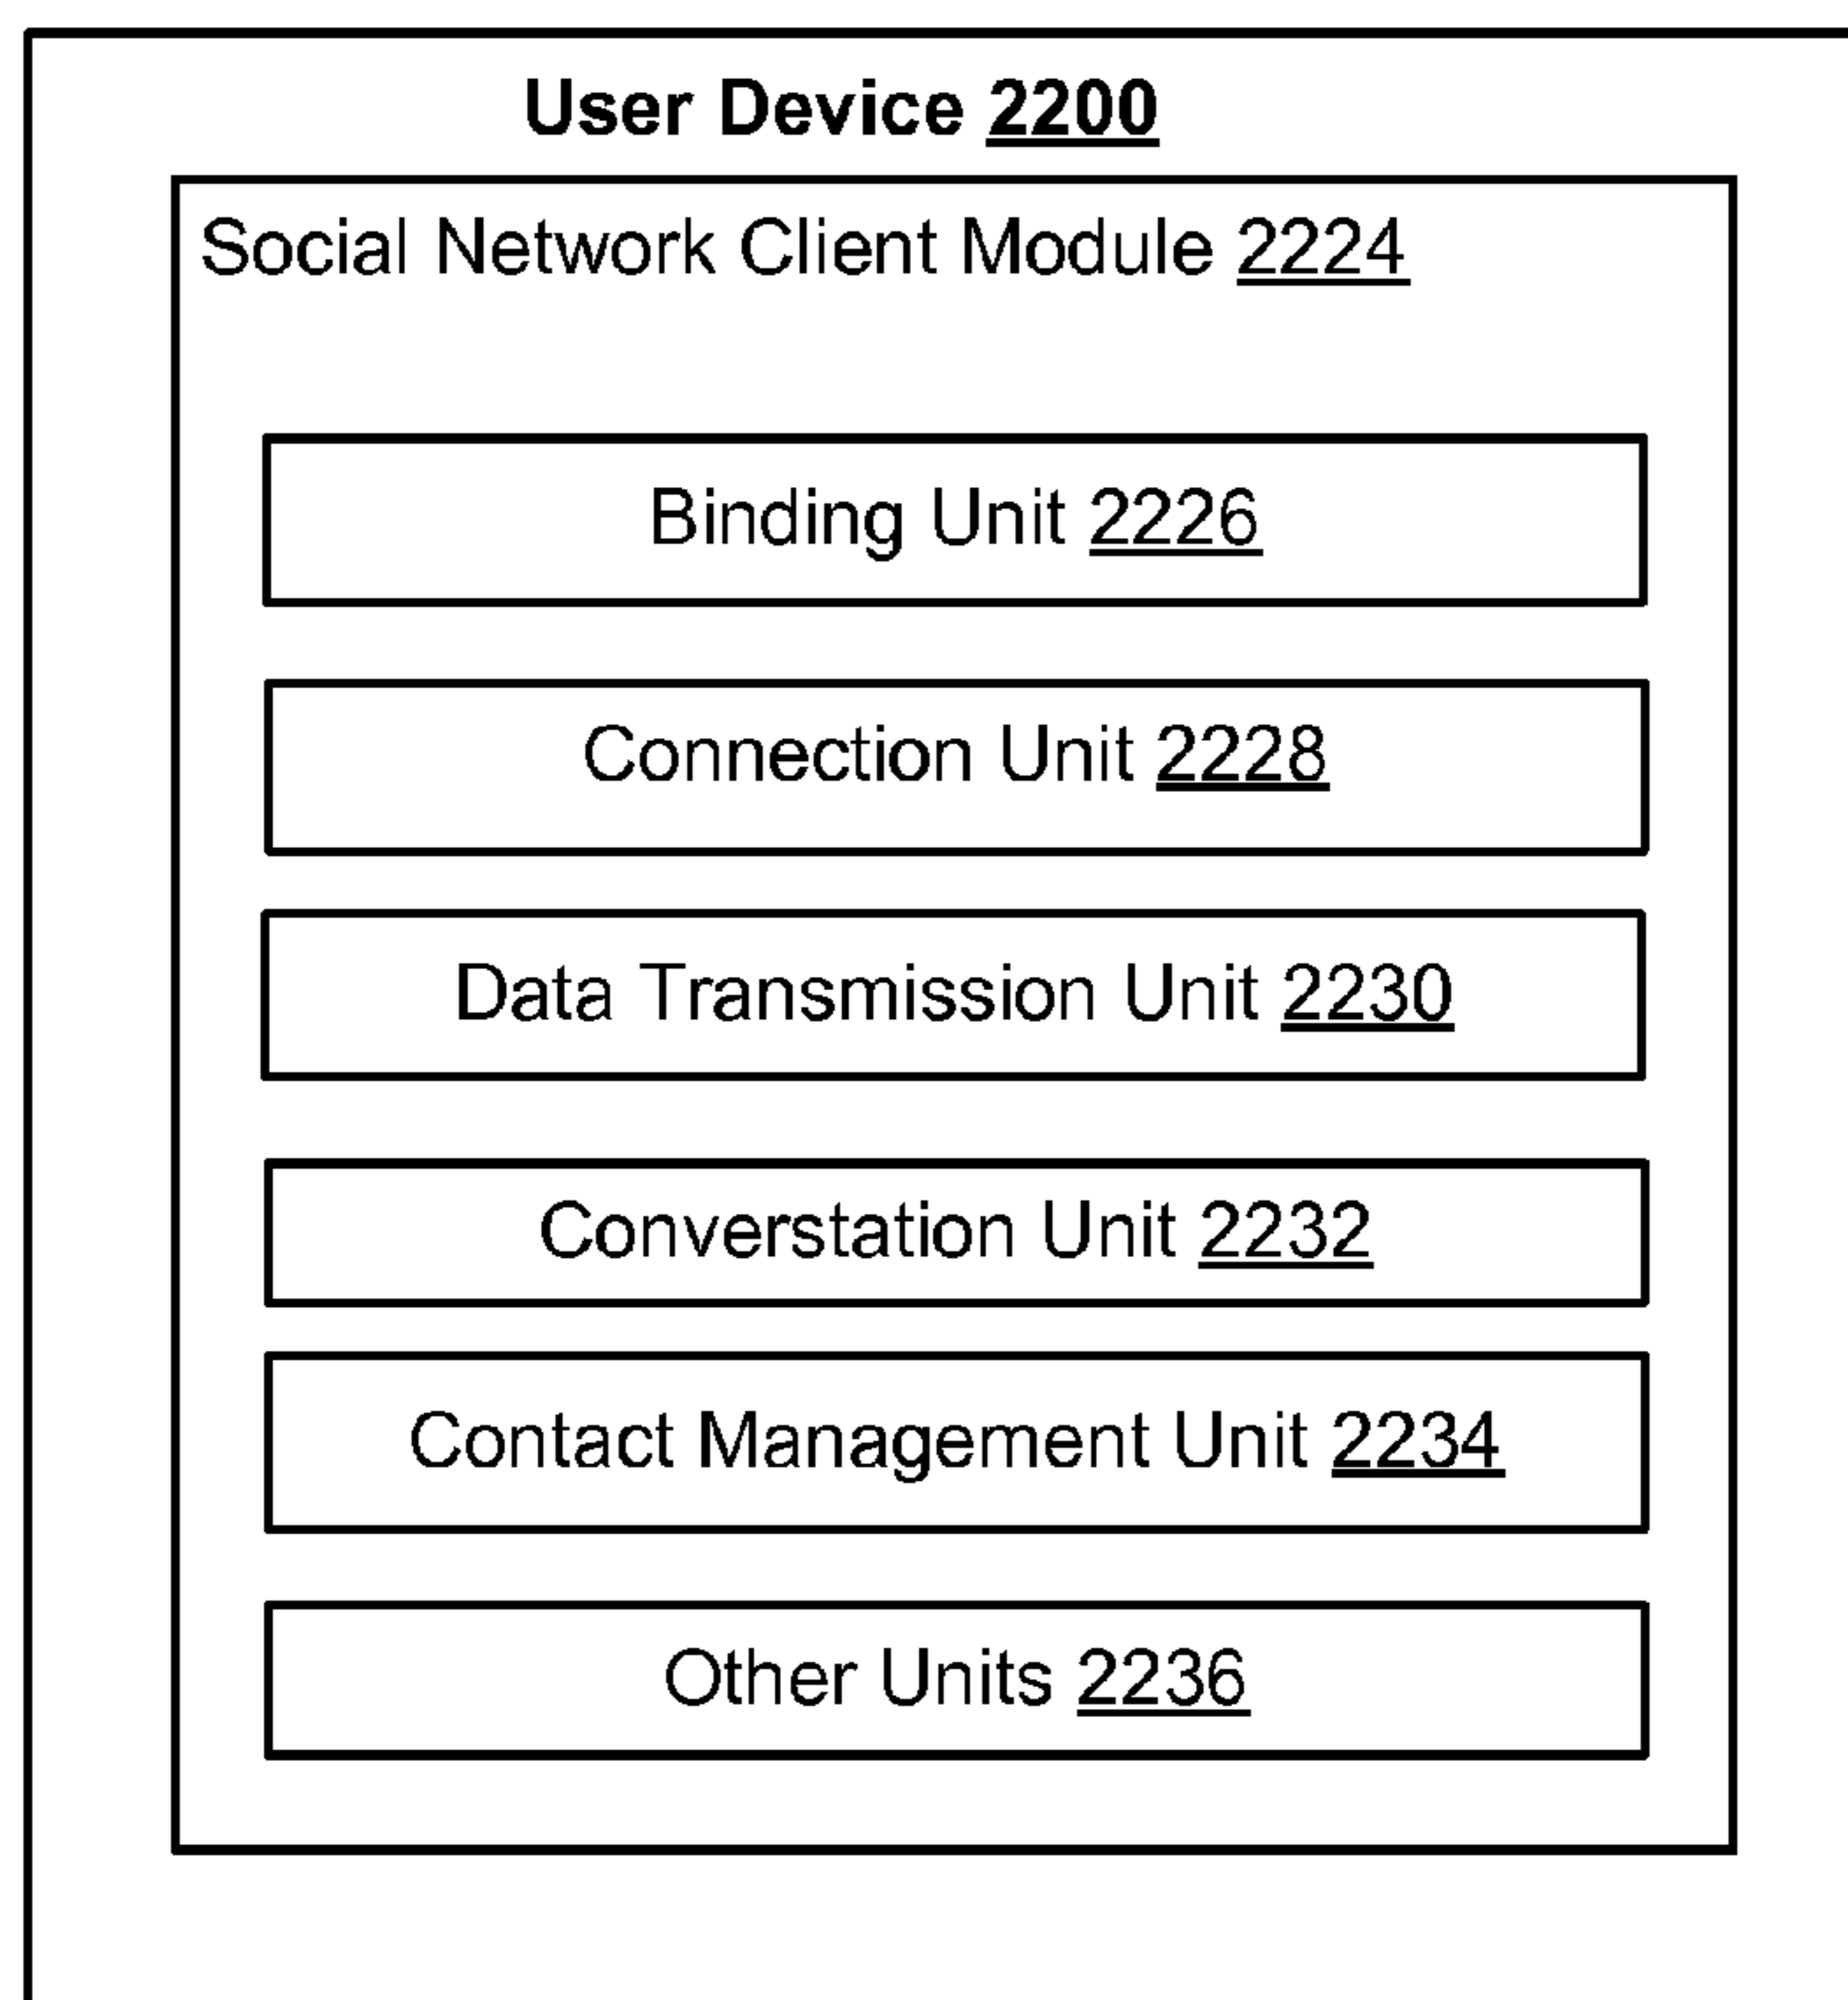 User Device 2200
Social Network Client Module 2224
Binding Unit 2226
Connection Unit 2228
Data Transmission Unit 2230
Converstation Unit 2232
Contact Management Unit 2234
Other Units 2236